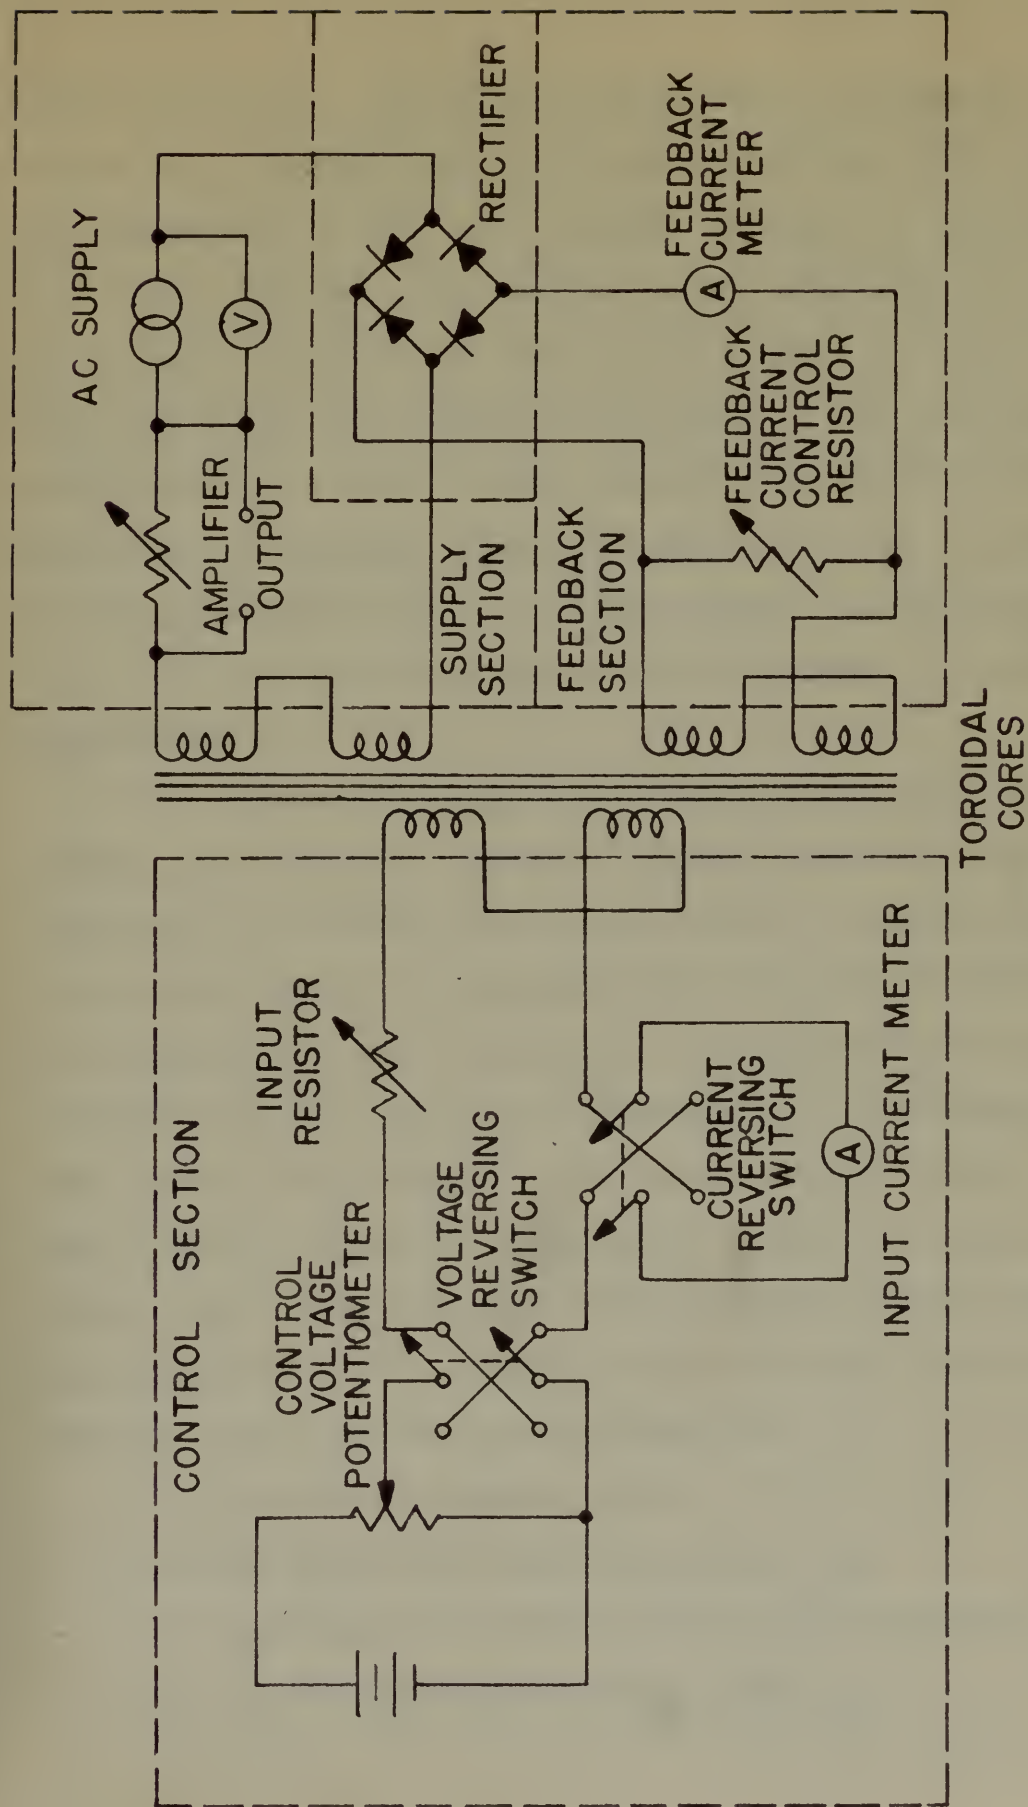 CONTROL SECTION
INPUT
RESISTOR
CONTROL
VOLTAGE
POTENTIOMETER
VOLTAGE
REVERSING
SWITCH
CURRENT
REVERSING
SWITCH
A
INPUT CURRENT METER
TOROIDAL
CORES
AC SUPPLY
V
AMPLIFIER
OUTPUT
SUPPLY
SECTION
RECTIFIER
FEEDBACK
SECTION
FEEDBACK
CURRENT
CONTROL
RESISTOR
A
FEEDBACK
CURRENT
METER